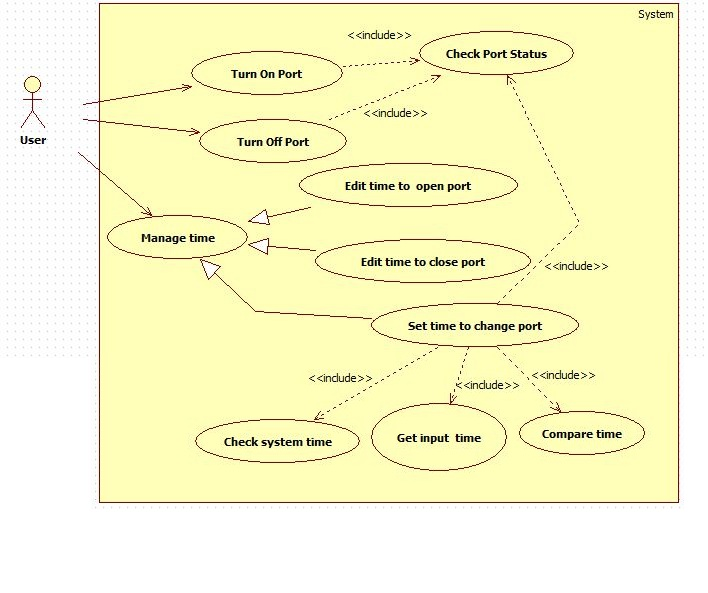 System
<<include>>
Check Port Status
Turn On Port
<<include>>
User
Turn Off Port
Edit time to open port
Manage time
Edit time to close port
<<include>>
Set time to change port
<<include>>
<<include>>
<<include>>
Check system time
Get input time
Compare time